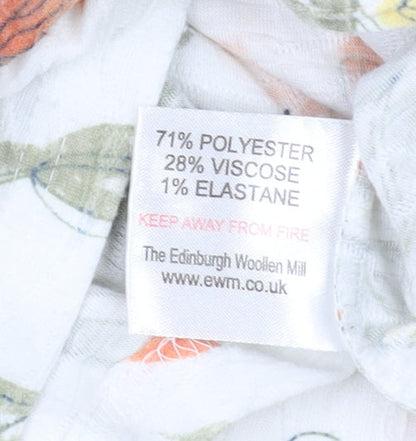 71% POLYESTER
28% VISCOSE
1% ELASTANE
KEEP AWAY FROM FIRE
The Edinburgh Woollen Mill
www.ewm.co.uk